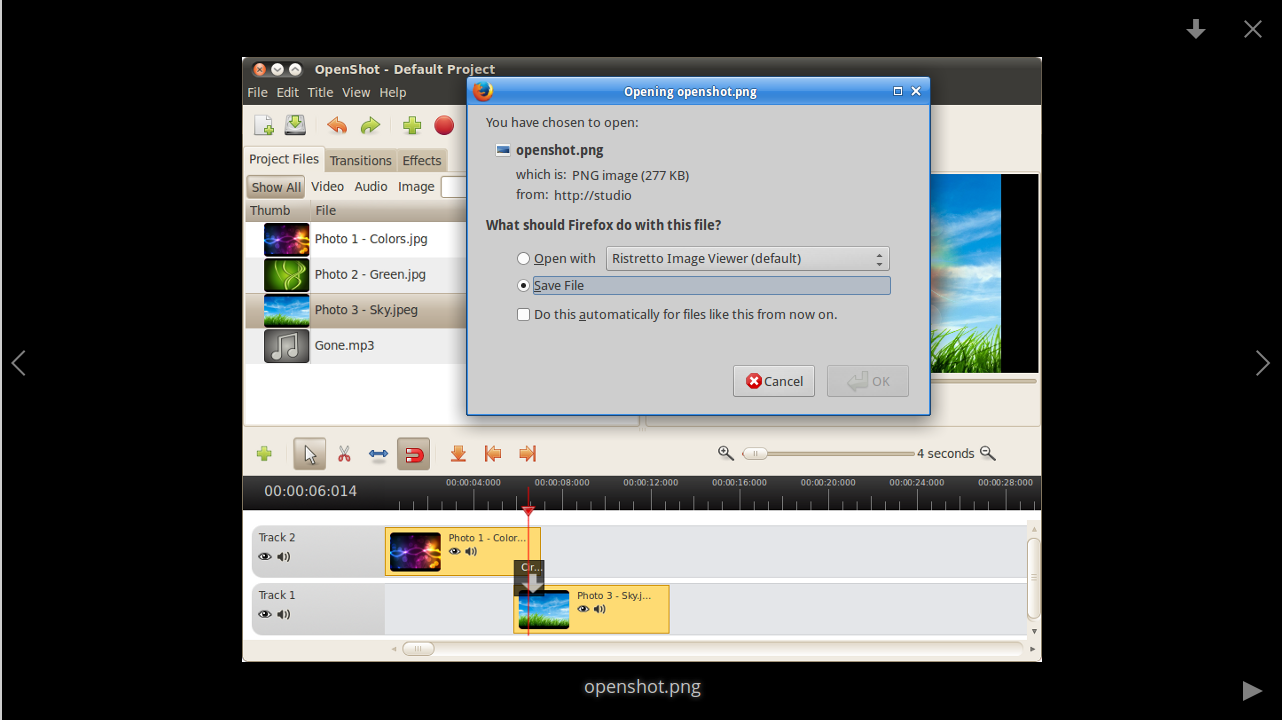 OpenShot - Default Project
File Edit Title View Help
Opening openshot.png
You have chosen to open:
openshot.png
which is: PNG image (277 KB)
from: http://studio
What should Firefox do with this file?
Open with Ristretto Image Viewer (default)
Save File
Do this automatically for files like this from now on.
Cancel OK
Project Files Transitions Effects
Show All Video Audio Image
Thumb File
Photo 1 - Colors.jpg
Photo 2 - Green.jpg
Photo 3 - Sky.jpeg
Gone.mp3
4 seconds
00:00:06:014
00:00:04:000 00:00:08:000 00:00:12:000 00:00:16:000 00:00:20:000 00:00:24:000 00:00:28:000
Track 2
Photo 1 - Color...
Cir...
Track 1
Photo 3 - Sky.j...
openshot.png